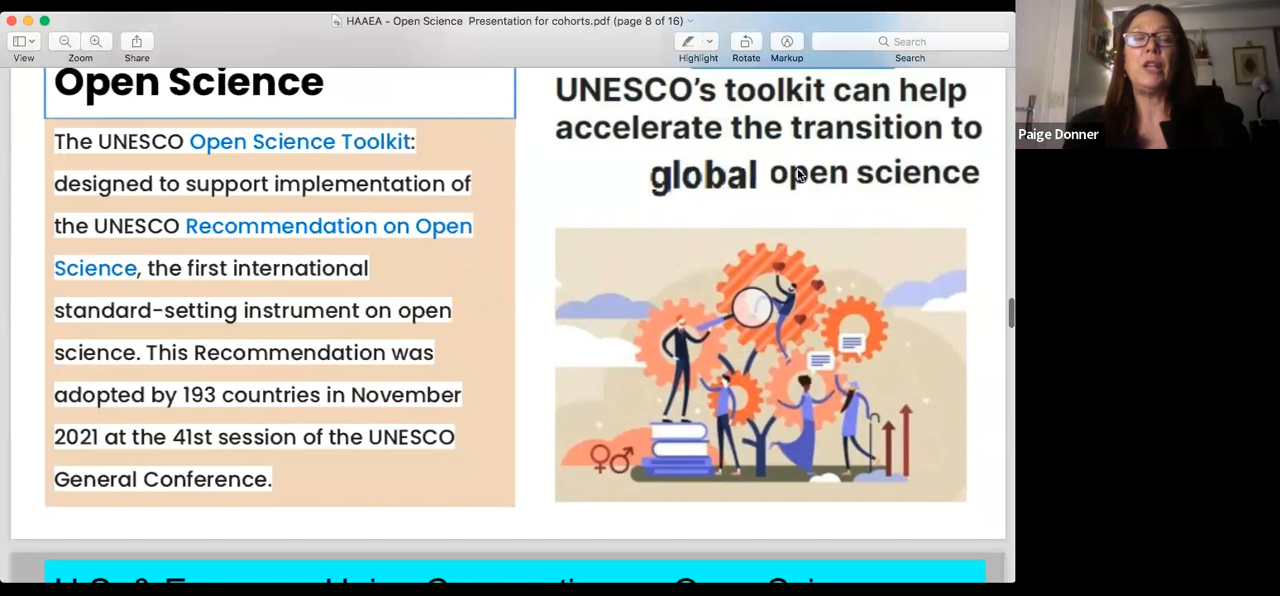 HAAEA - Open Science Presentation for cohorts.pdf (page 8 of 16)
View
Zoom
Share
Highlight
Rotate
Markup
Search
Search
Open Science
The UNESCO Open Science Toolkit:
designed to support implementation of
the UNESCO Recommendation on Open
Science, the first international
standard-setting instrument on open
science. This Recommendation was
adopted by 193 countries in November
2021 at the 41st session of the UNESCO
General Conference.
UNESCO’s toolkit can help
accelerate the transition to
global open science
Paige Donner